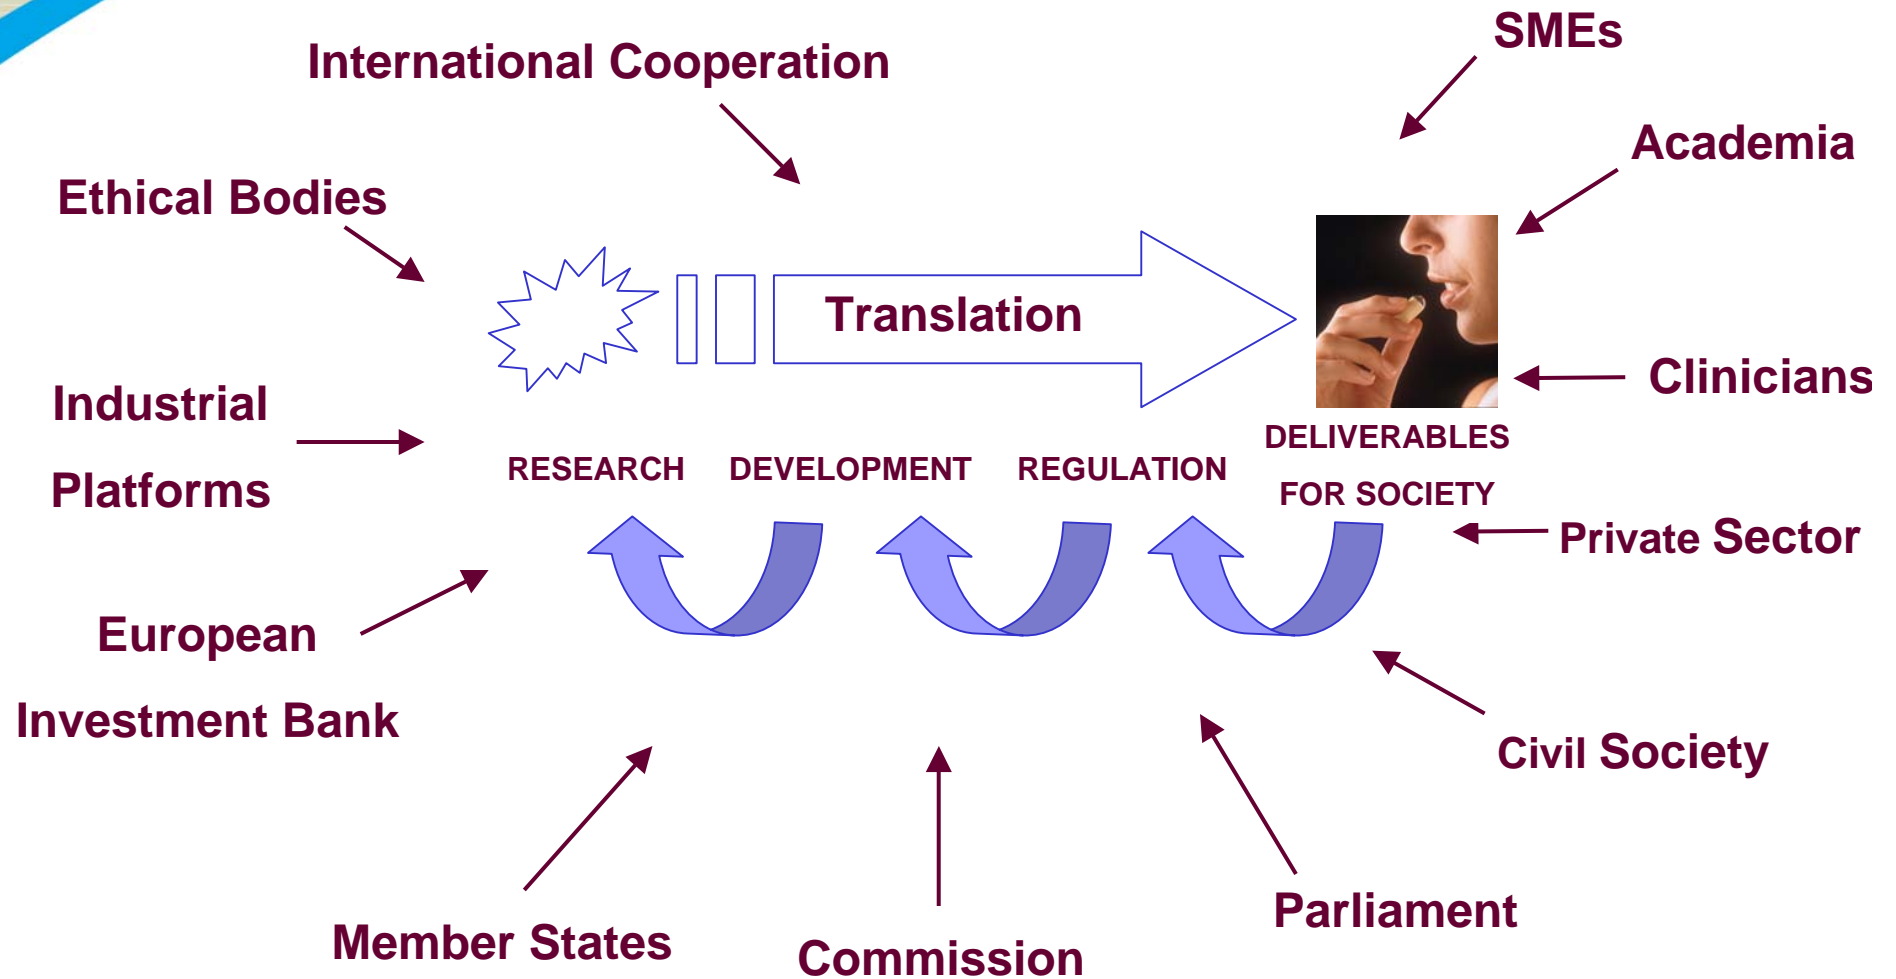 SMEs
International Cooperation
Academia
Ethical Bodies
Translation
Clinicians
Industrial
Platforms
DELIVERABLES
FOR SOCIETY
RESEARCH
DEVELOPMENT
REGULATION
Private Sector
European
Investment Bank
Civil Society
Parliament
Member States
Commission